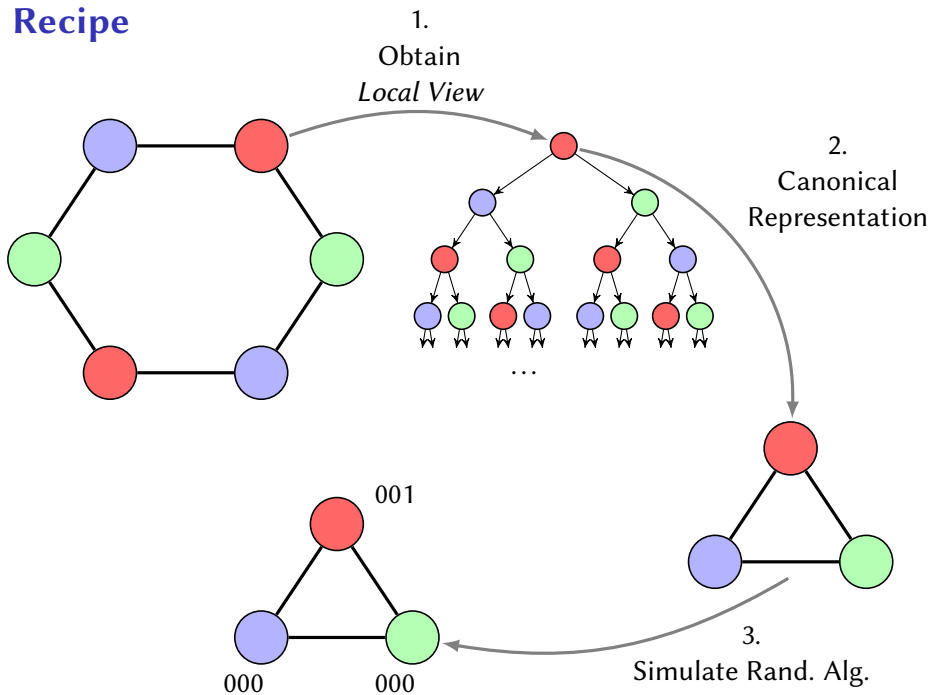 Recipe
1.
Obtain
Local View
2.
Canonical
Representation
...
001
000
000
3.
Simulate Rand. Alg.